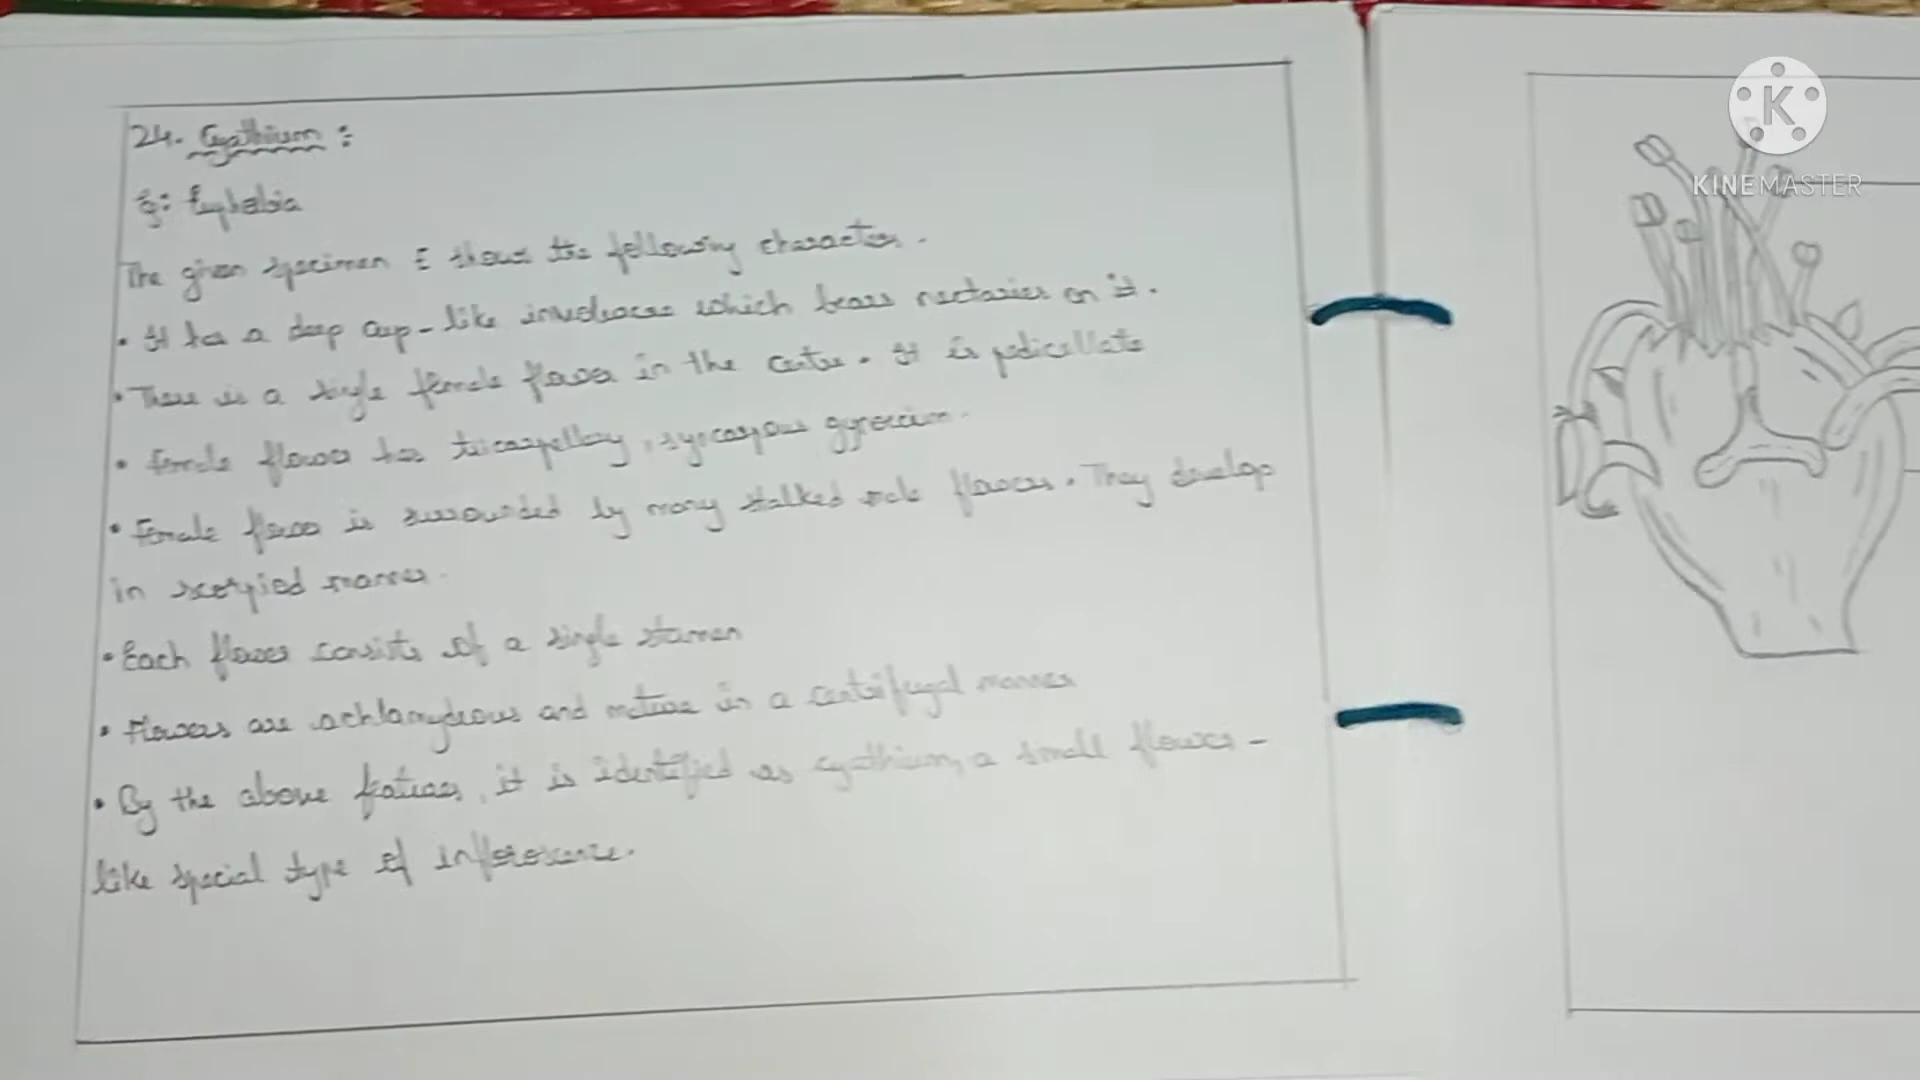 24. Cyathium :
Eg: Euphorbia
The given specimen E shows the following characters.
• It has a deep cup-like involucre which bears nectaries on it.
• There is a single female flower in the centre. It is pedicellate
• Female flower has tricarpellary, syncarpous gynoecium.
• Female flower is surrounded by many stalked male flowers. They develop
in scorpioid manner.
• Each flower consists of a single stamen
• Flowers are achlamydeous and mature in a centrifugal manner
• By the above features, it is identified as cyathium, a small flower-
like special type of inflorescence.
K
KINEMASTER